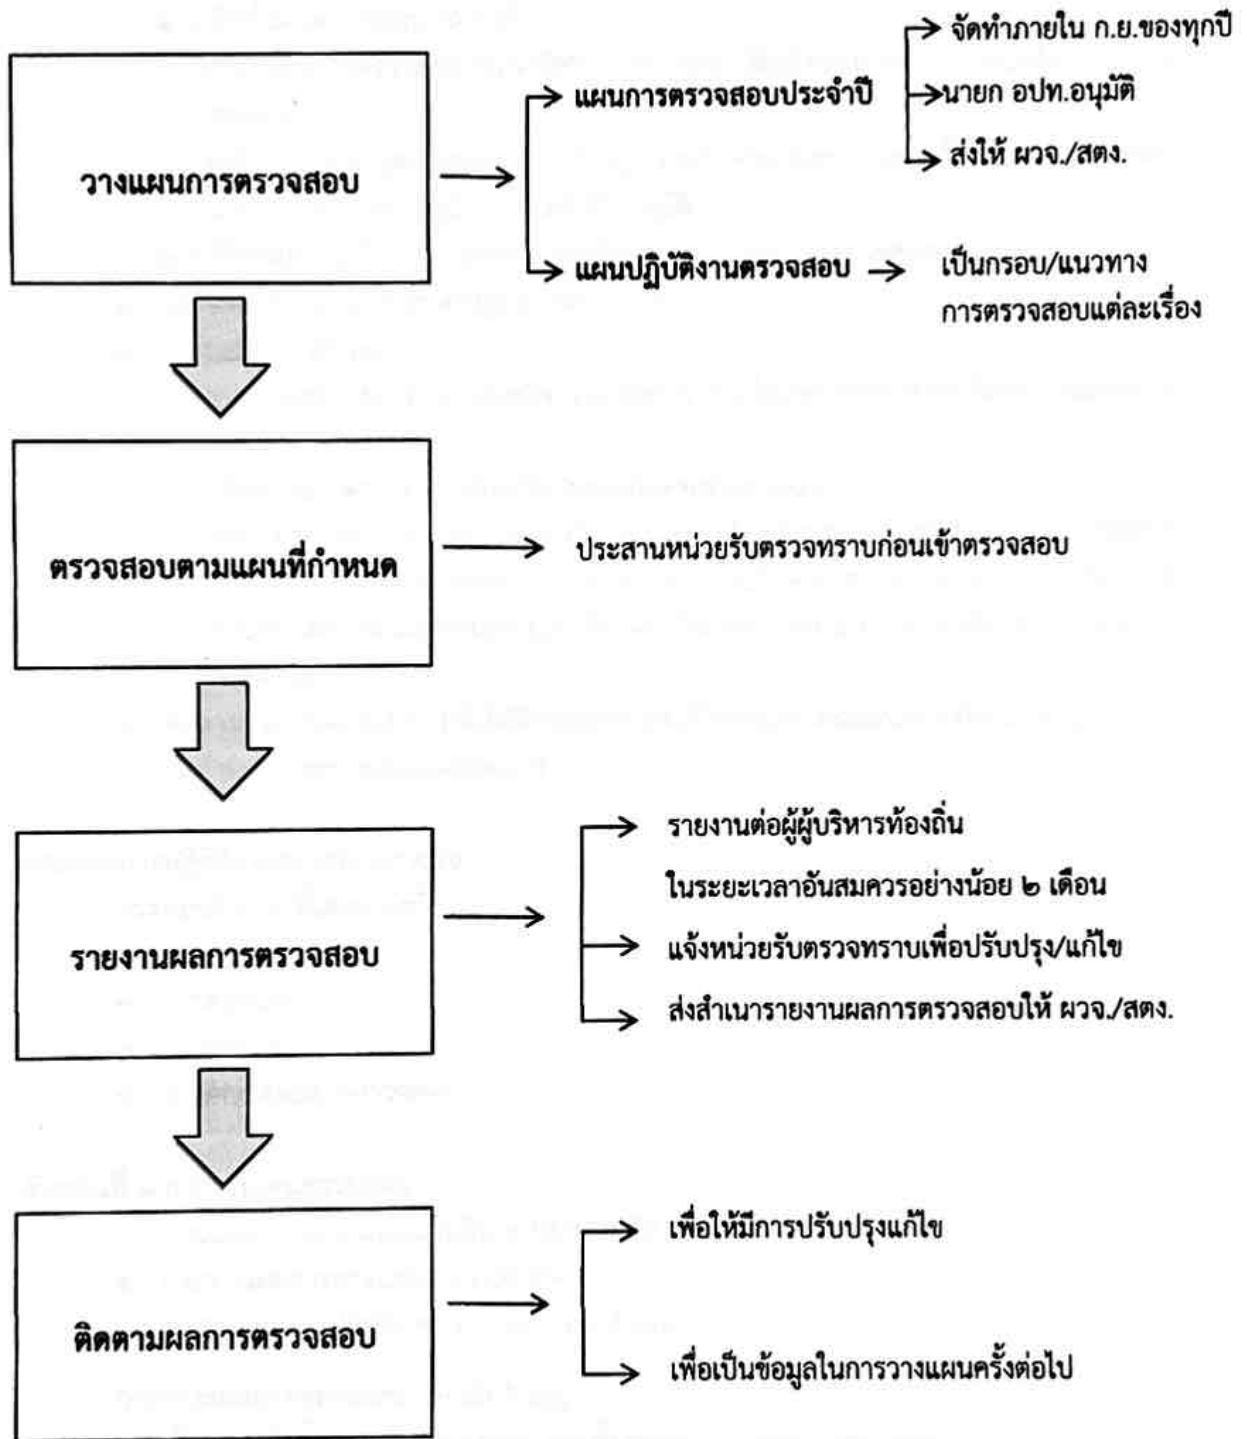 จัดทำภายใน ก.ย.ของทุกปี
แผนการตรวจสอบประจำปี
นายก อปท.อนุมัติ
ส่งให้ ผวจ./สตง.
วางแผนการตรวจสอบ
แผนปฏิบัติงานตรวจสอบ
เป็นกรอบ/แนวทาง
การตรวจสอบแต่ละเรื่อง
ตรวจสอบตามแผนที่กำหนด
ประสานหน่วยรับตรวจทราบก่อนเข้าตรวจสอบ
รายงานผลการตรวจสอบ
รายงานต่อผู้ผู้บริหารท้องถิ่น
ในระยะเวลาอันสมควรอย่างน้อย ๒ เดือน
แจ้งหน่วยรับตรวจทราบเพื่อปรับปรุง/แก้ไข
ส่งสำเนารายงานผลการตรวจสอบให้ ผวจ./สตง.
ติดตามผลการตรวจสอบ
เพื่อให้มีการปรับปรุงแก้ไข
เพื่อเป็นข้อมูลในการวางแผนครั้งต่อไป